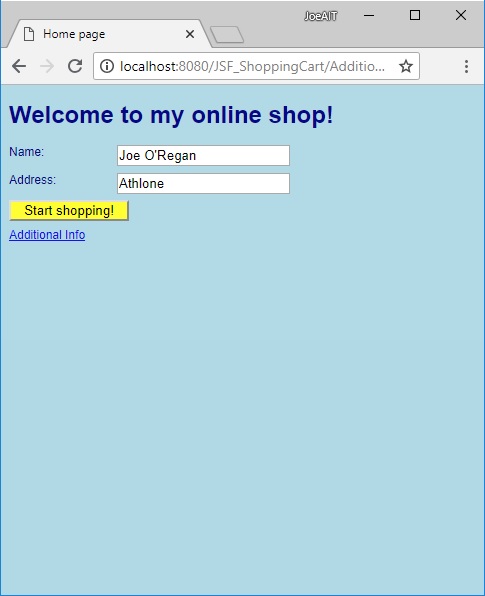 JoeAIT
Home page
localhost:8080/JSF_ShoppingCart/Additio...
Welcome to my online shop!
Name: Joe O'Regan
Address: Athlone
Start shopping!
Additional Info